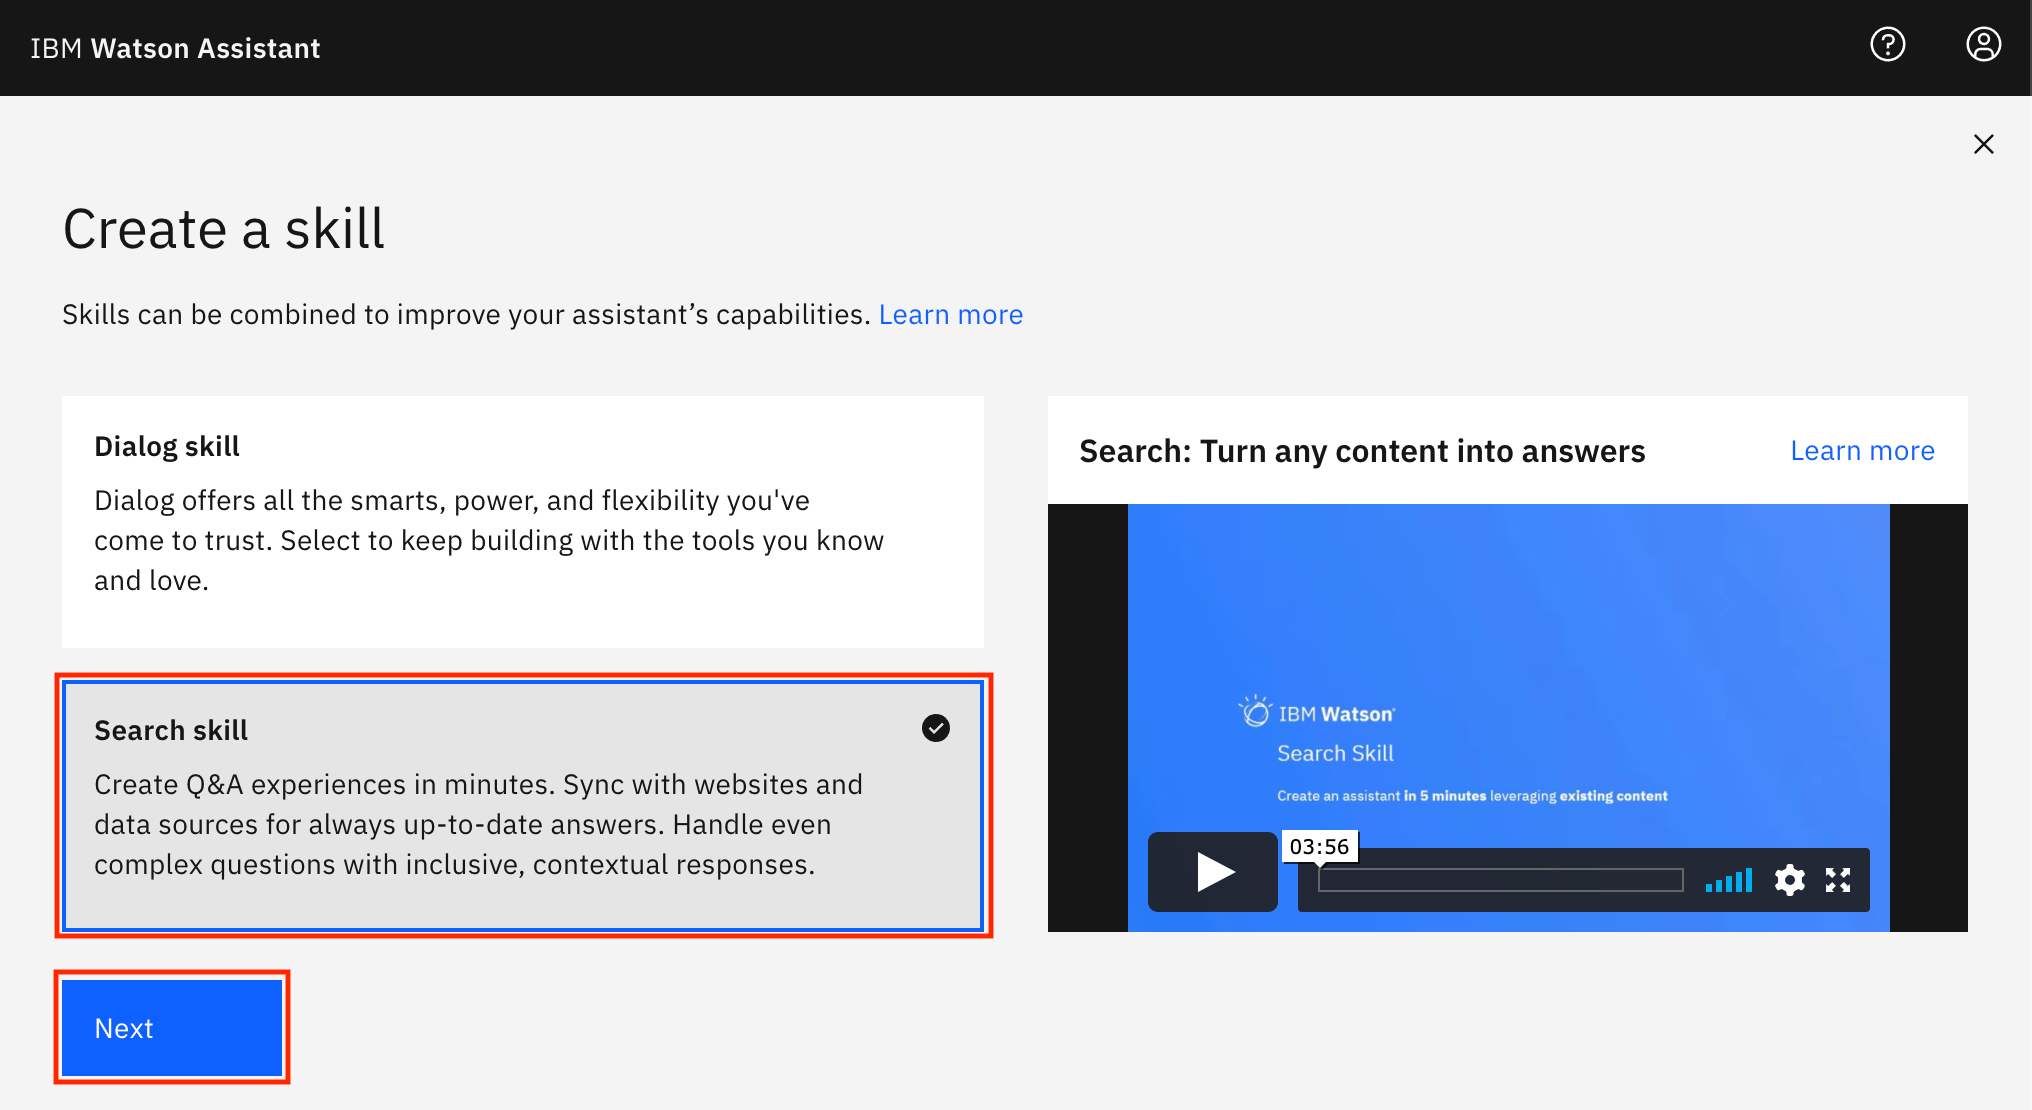 IBM Watson Assistant
Create a skill
Skills can be combined to improve your assistant’s capabilities. Learn more
Dialog skill
Dialog offers all the smarts, power, and flexibility you've
come to trust. Select to keep building with the tools you know
and love.
Search skill
Create Q&A experiences in minutes. Sync with websites and
data sources for always up-to-date answers. Handle even
complex questions with inclusive, contextual responses.
Next
Search: Turn any content into answers
Learn more
IBM Watson
Search Skill
Create an assistant in 5 minutes leveraging existing content
03:56